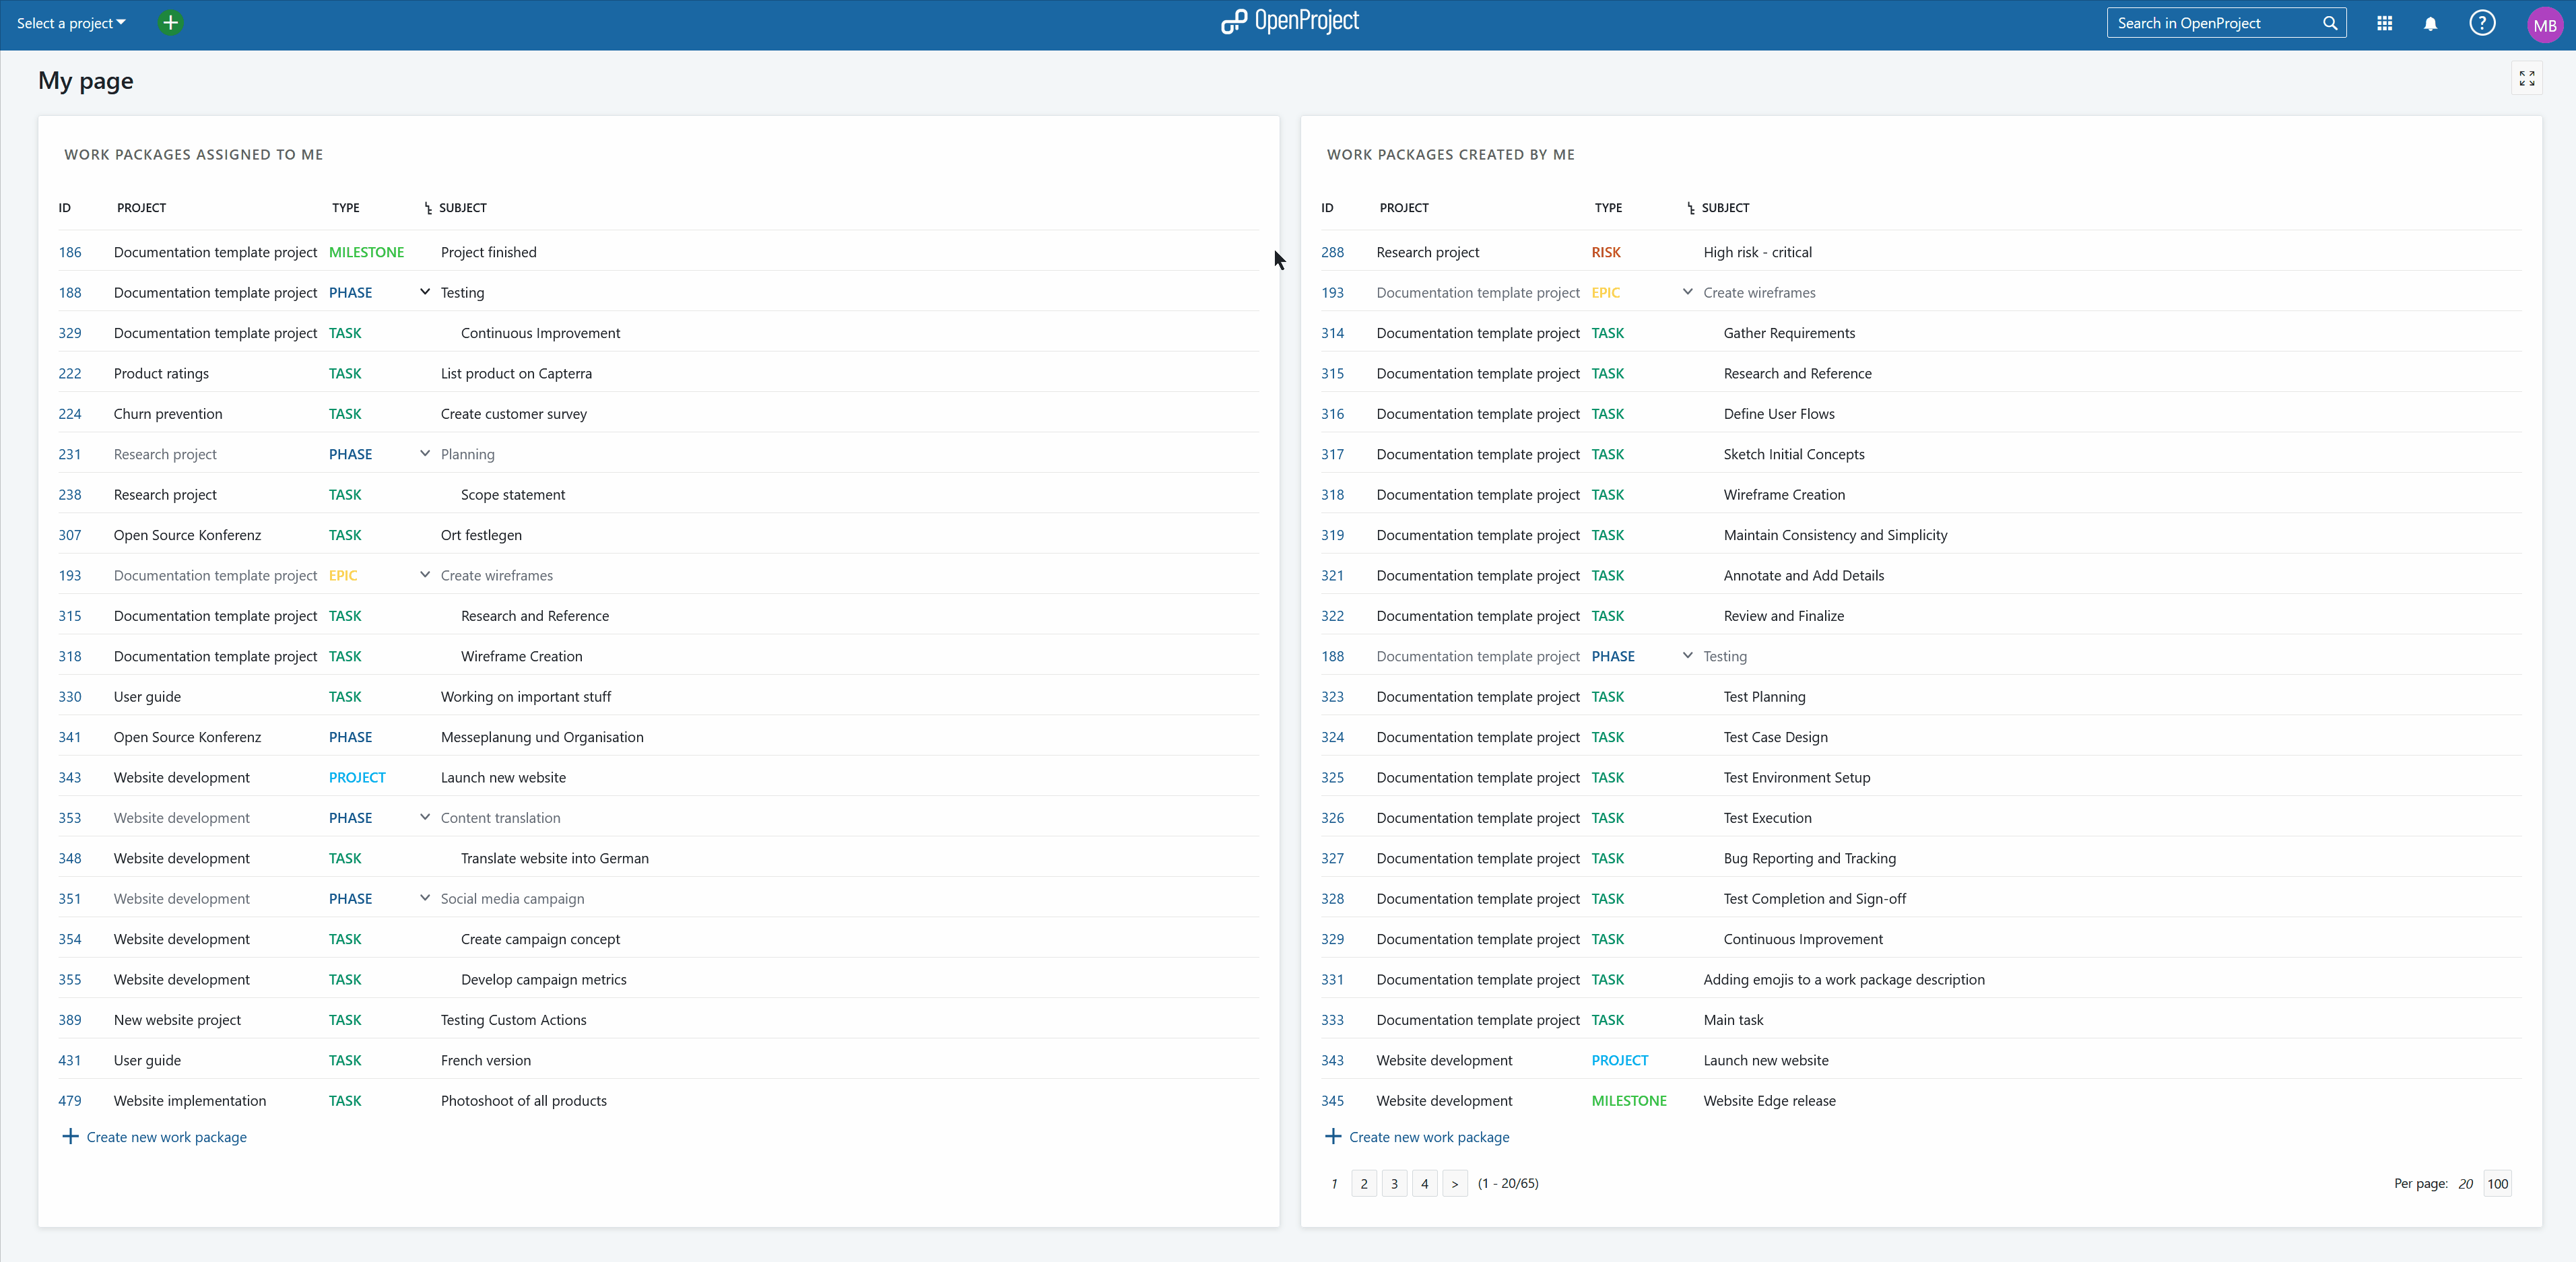 Select a project
OpenProject
Search in OpenProject
?
MB
My page
WORK PACKAGES ASSIGNED TO ME
ID PROJECT TYPE SUBJECT
186 Documentation template project MILESTONE Project finished
188 Documentation template project PHASE Testing
329 Documentation template project TASK Continuous Improvement
222 Product ratings TASK List product on Capterra
224 Churn prevention TASK Create customer survey
231 Research project PHASE Planning
238 Research project TASK Scope statement
307 Open Source Konferenz TASK Ort festlegen
193 Documentation template project EPIC Create wireframes
315 Documentation template project TASK Research and Reference
318 Documentation template project TASK Wireframe Creation
330 User guide TASK Working on important stuff
341 Open Source Konferenz PHASE Messeplanung und Organisation
343 Website development PROJECT Launch new website
353 Website development PHASE Content translation
348 Website development TASK Translate website into German
351 Website development PHASE Social media campaign
354 Website development TASK Create campaign concept
355 Website development TASK Develop campaign metrics
389 New website project TASK Testing Custom Actions
431 User guide TASK French version
479 Website implementation TASK Photoshoot of all products
Create new work package
WORK PACKAGES CREATED BY ME
ID PROJECT TYPE SUBJECT
288 Research project RISK High risk - critical
193 Documentation template project EPIC Create wireframes
314 Documentation template project TASK Gather Requirements
315 Documentation template project TASK Research and Reference
316 Documentation template project TASK Define User Flows
317 Documentation template project TASK Sketch Initial Concepts
318 Documentation template project TASK Wireframe Creation
319 Documentation template project TASK Maintain Consistency and Simplicity
321 Documentation template project TASK Annotate and Add Details
322 Documentation template project TASK Review and Finalize
188 Documentation template project PHASE Testing
323 Documentation template project TASK Test Planning
324 Documentation template project TASK Test Case Design
325 Documentation template project TASK Test Environment Setup
326 Documentation template project TASK Test Execution
327 Documentation template project TASK Bug Reporting and Tracking
328 Documentation template project TASK Test Completion and Sign-off
329 Documentation template project TASK Continuous Improvement
331 Documentation template project TASK Adding emojis to a work package description
333 Documentation template project TASK Main task
343 Website development PROJECT Launch new website
345 Website development MILESTONE Website Edge release
Create new work package
1 2 3 4 > (1 - 20/65) Per page: 20 100